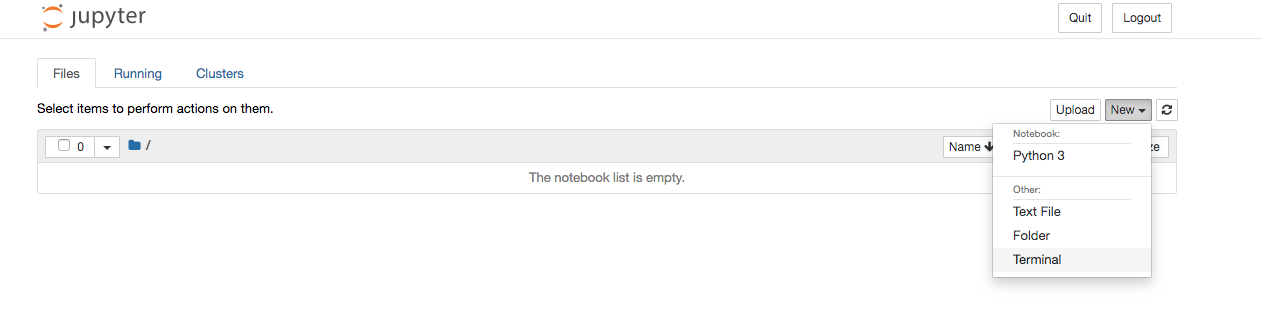 jupyter
Quit Logout
Files Running Clusters
Select items to perform actions on them.
Upload New
0 /
Name
ze
The notebook list is empty.
Notebook:
Python 3
Other:
Text File
Folder
Terminal